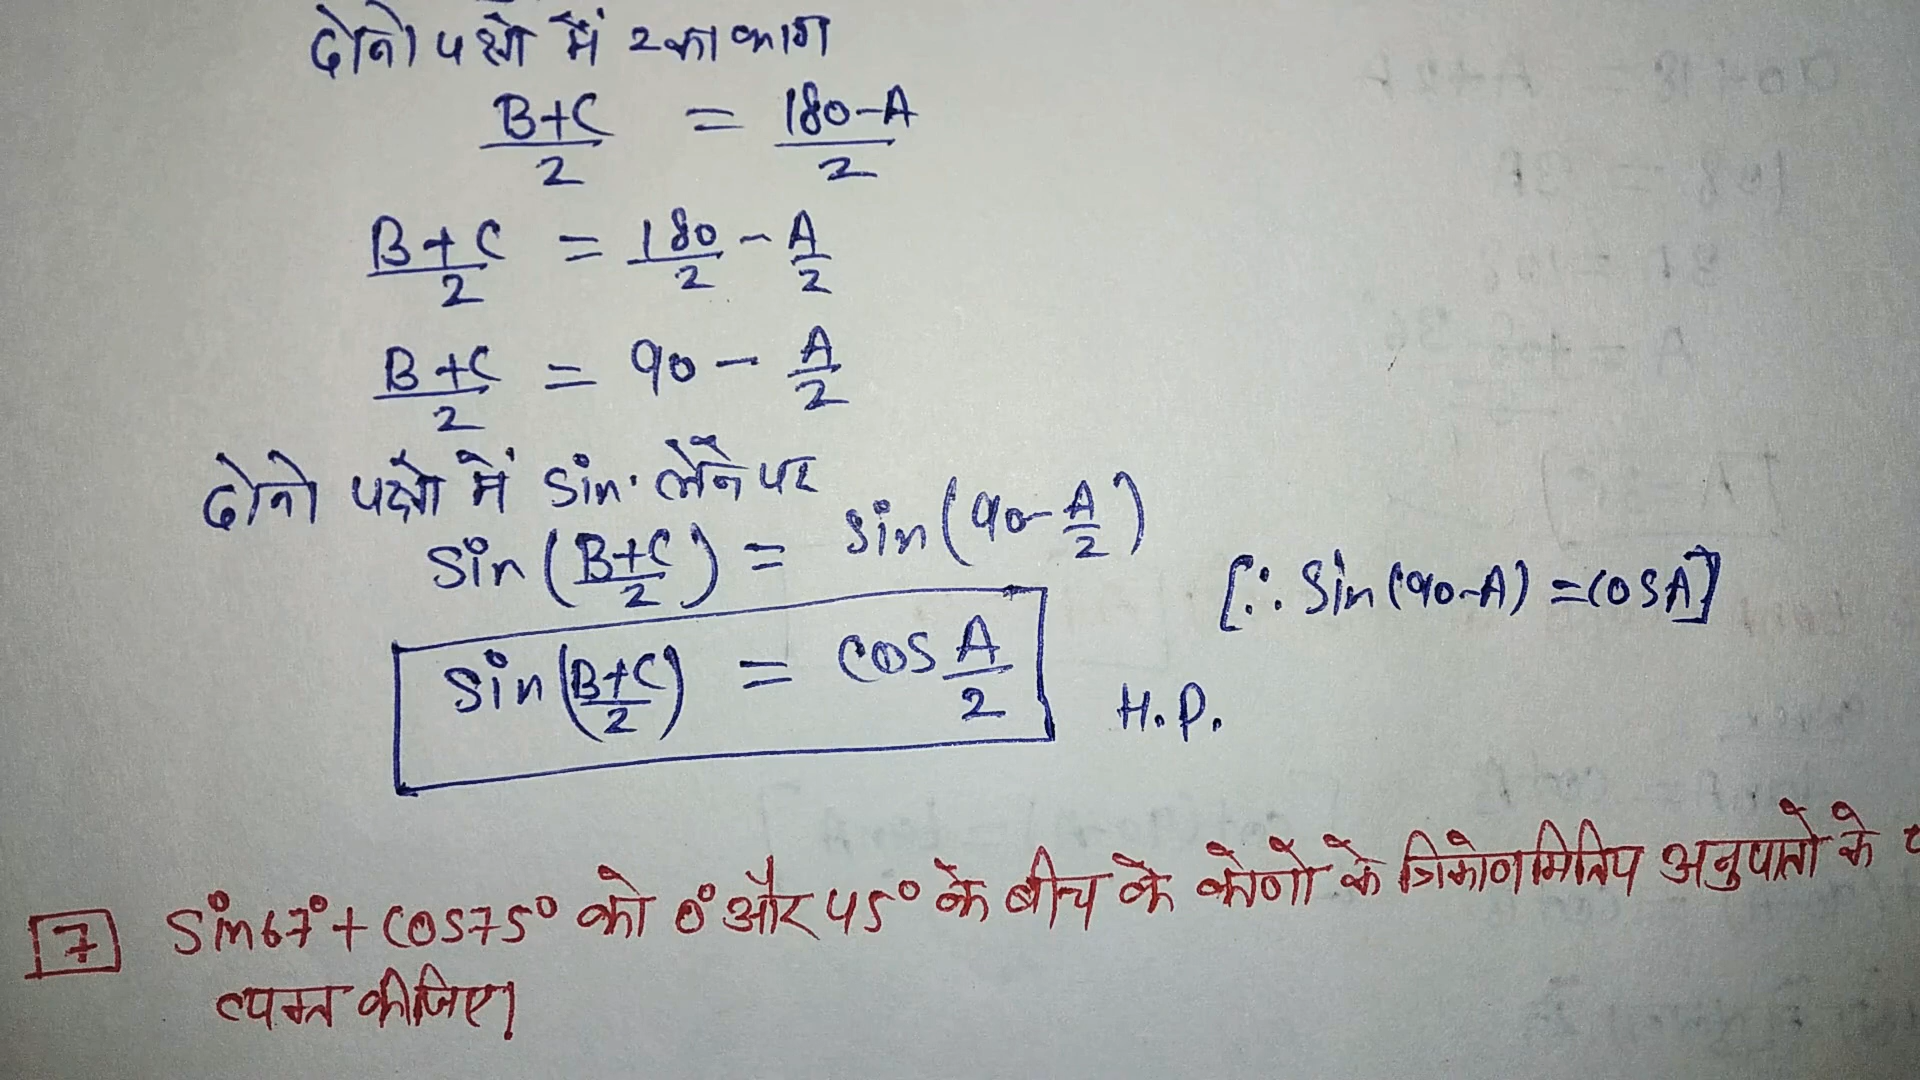 दोनो पक्षो में 2 का भाग
B+C/2 = 180-A/2
B+C/2 = 180/2 - A/2
B+C/2 = 90 - A/2
दोनो पक्षो में sin. लेने पर
Sin(B+C/2) = Sin(90-A/2)
[∵ Sin(90-A) = COSA]
Sin(B+C/2) = COS A/2
H.P.
7 Sin67°+COS75° को 0° और 45° के बीच के कोणो के त्रिकोणमितिय अनुपातो के
व्यक्त कीजिए।